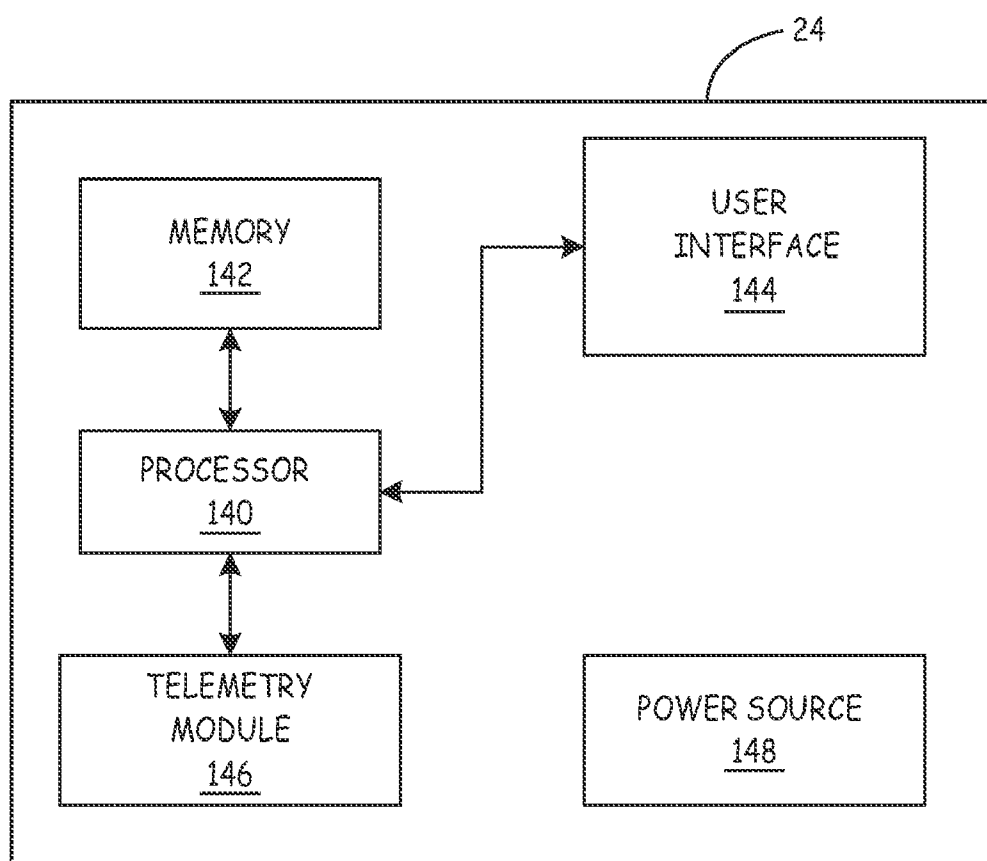 24
MEMORY
142
USER
INTERFACE
144
PROCESSOR
140
TELEMETRY
MODULE
146
POWER SOURCE
148